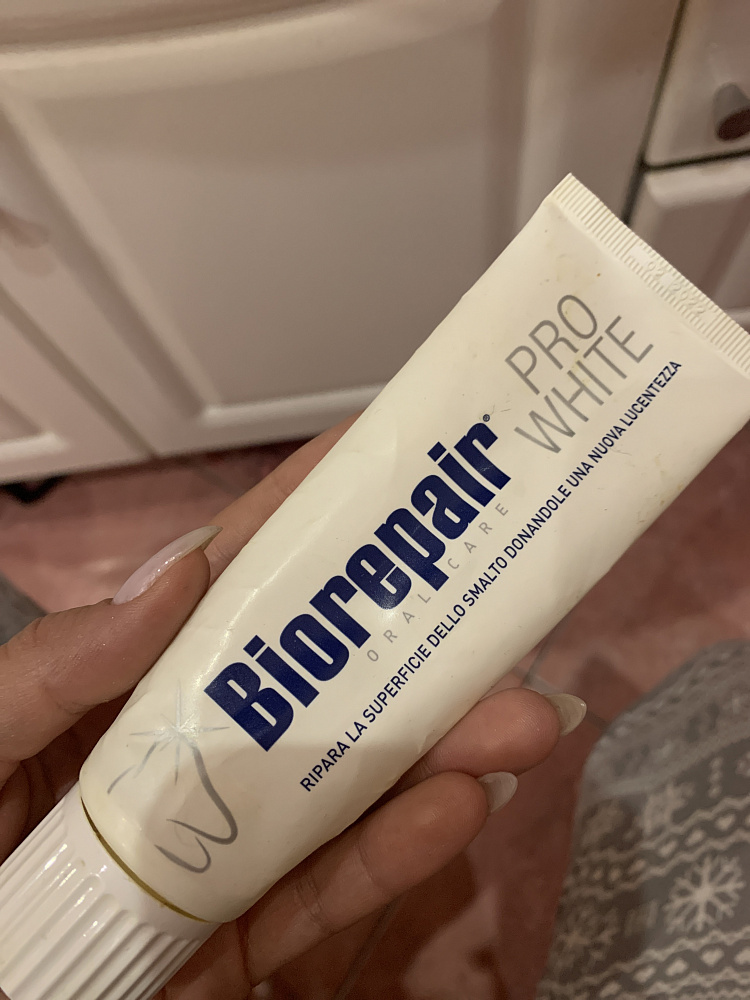 PRO
WHITE
Biorepair®
ORAL CARE
RIPARA LA SUPERFICIE DELLO SMALTO DONANDOLE UNA NUOVA LUCENTEZZA